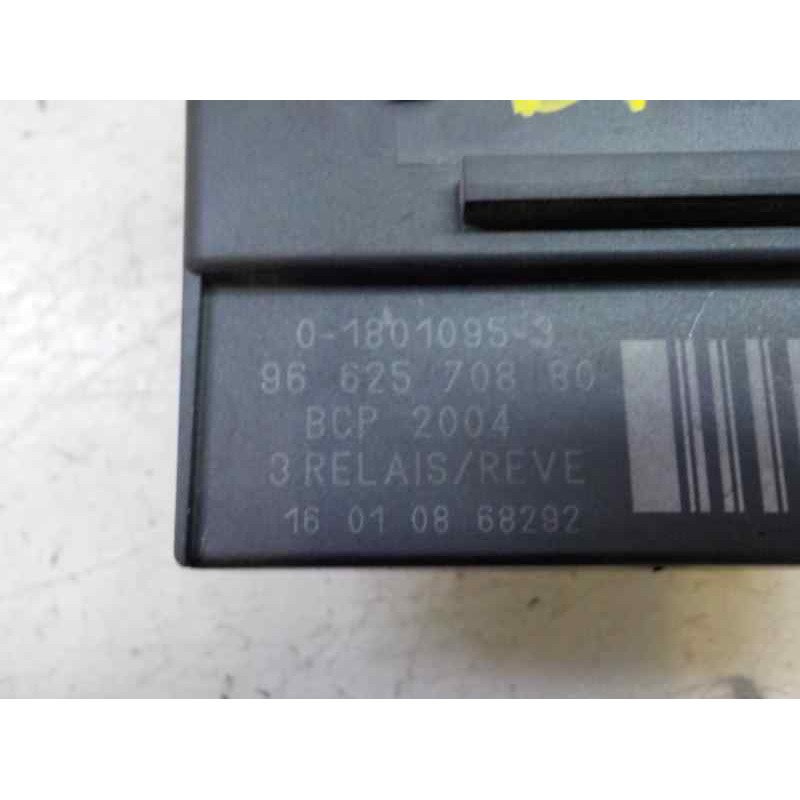 0-1801095-3
96 625 708 80
BCP 2004
3 RELAIS/REVE
16 01 08 68292